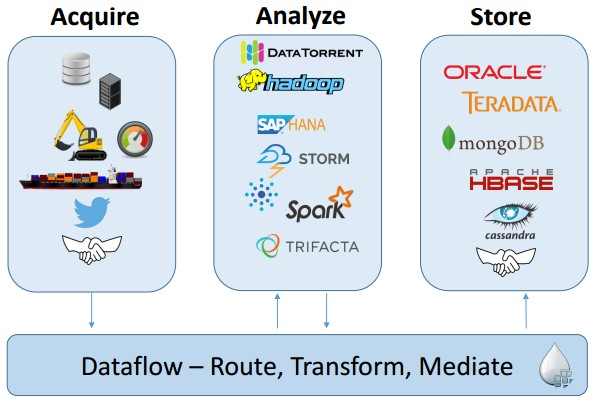 Acquire
Analyze
Store
DATATORRENT
hadoop
SAP HANA
STORM
Spark
TRIFACTA
ORACLE
TERADATA
mongoDB
APACHE
HBASE
cassandra
Dataflow – Route, Transform, Mediate